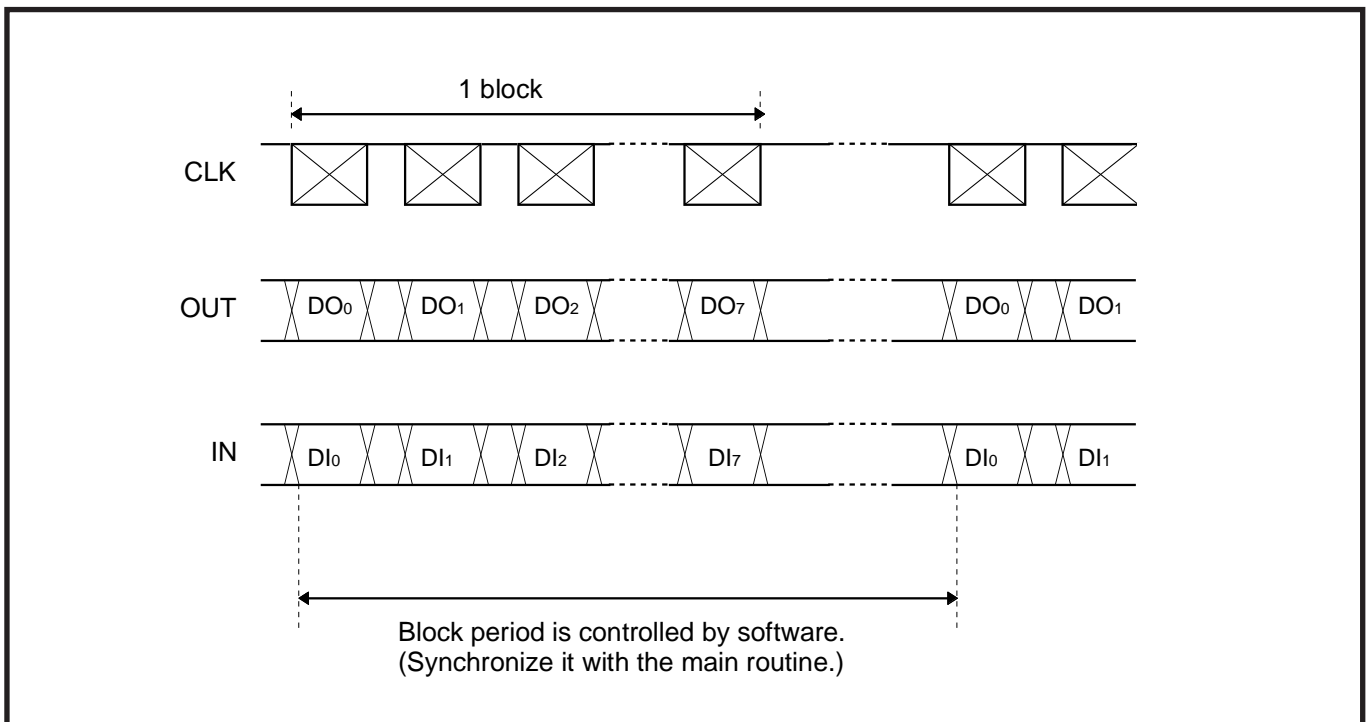 1 block
CLK
OUT DO0 DO1 DO2 DO7 DO0 DO1
IN DI0 DI1 DI2 DI7 DI0 DI1
Block period is controlled by software.
(Synchronize it with the main routine.)